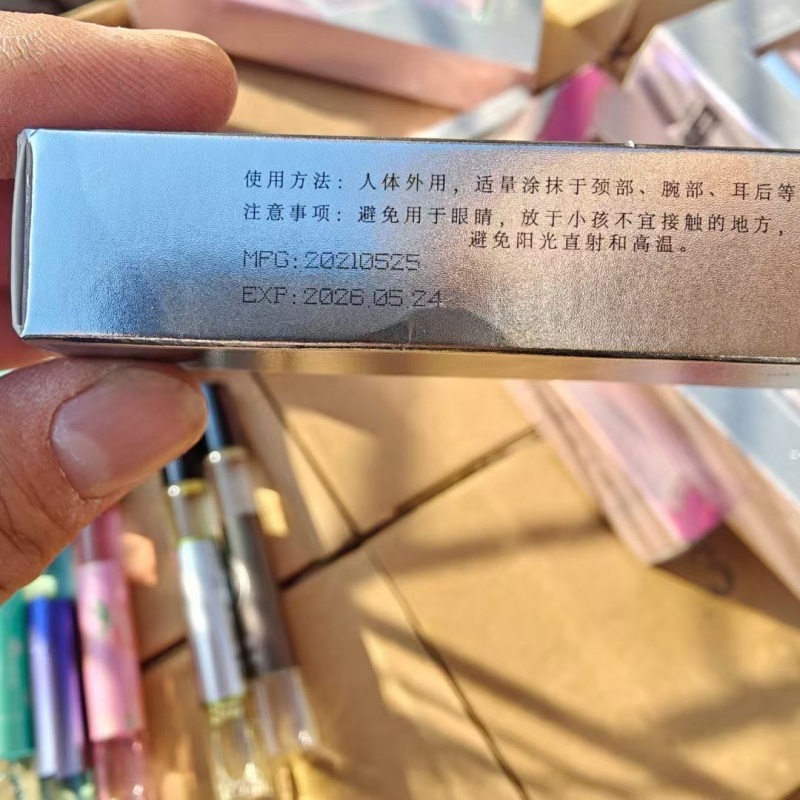 使用方法：人体外用，适量涂抹于颈部、腕部、耳后等
注意事项：避免用于眼睛，放于小孩不宜接触的地方，
避免阳光直射和高温。
MFG:20210525
EXP:2026.05.24